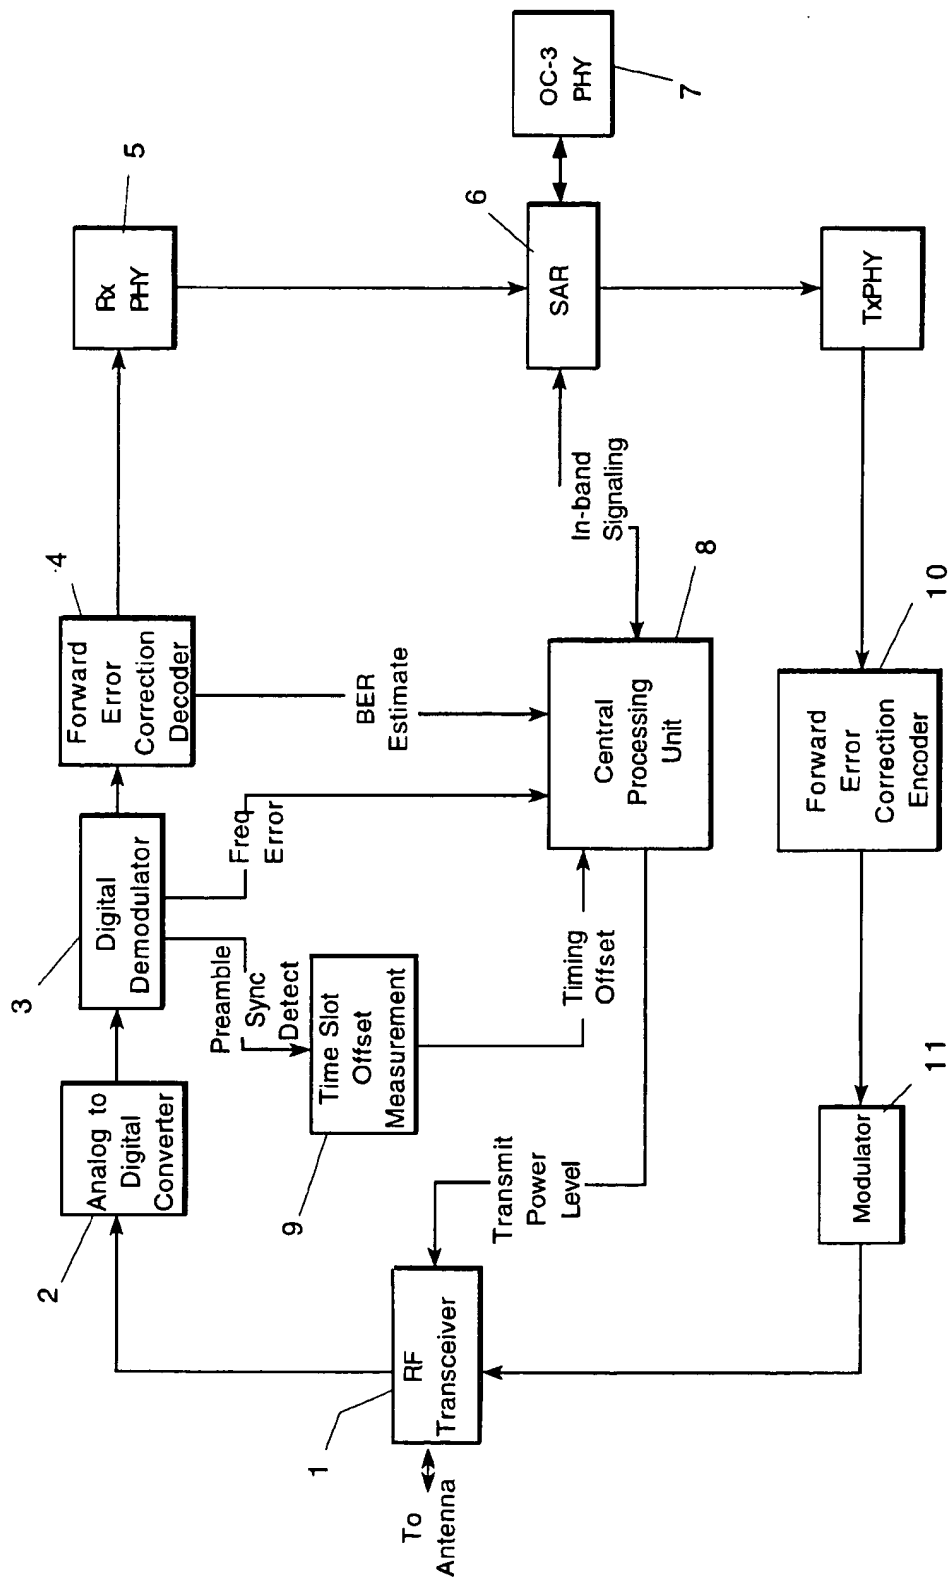 To
Antenna
1
RF
Transceiver
2
Analog to
Digital
Converter
3
Digital
Demodulator
4
Forward
Error
Correction
Decoder
5
Rx
PHY
Preamble
Sync
Detect
Freq
Error
BER
Estimate
9
Time Slot
Offset
Measurement
Timing
Offset
Transmit
Power
Level
Central
Processing
Unit
8
In-band
Signaling
6
SAR
OC-3
PHY
7
Modulator
11
Forward
Error
Correction
Encoder
10
TxPHY